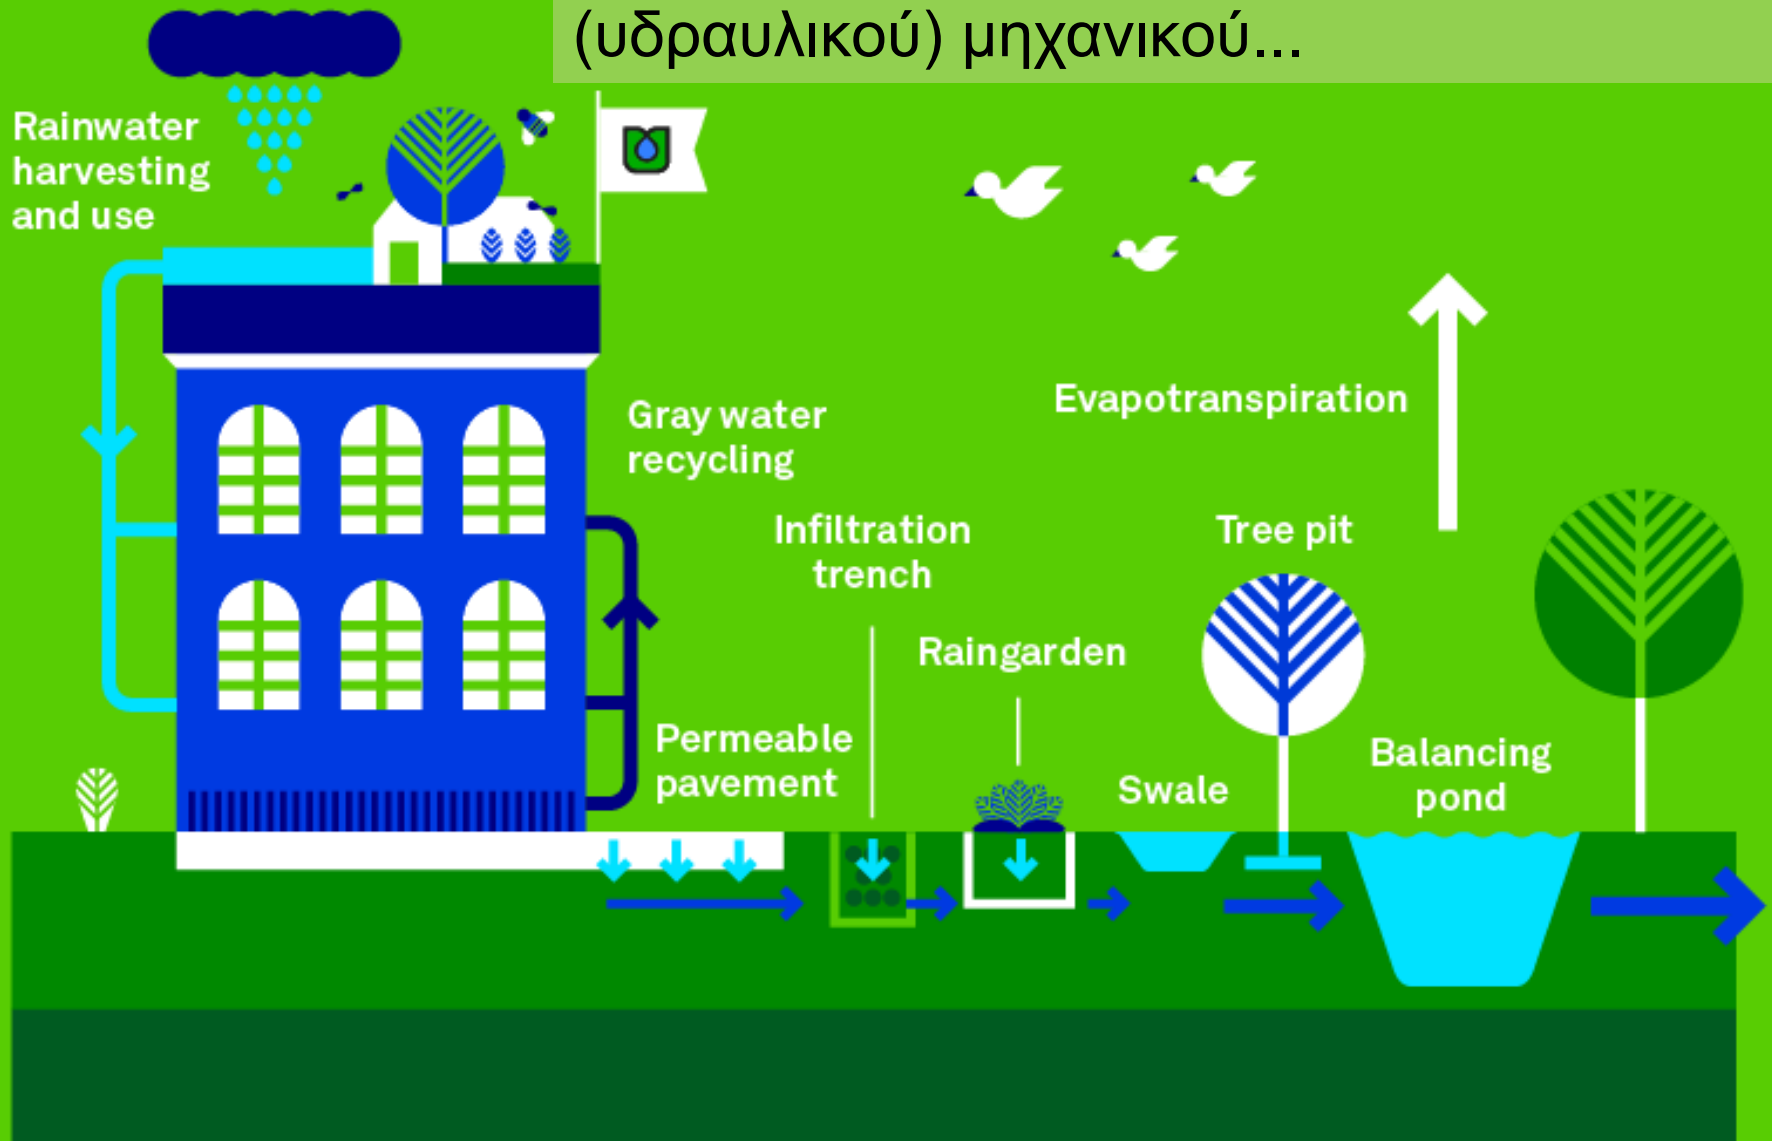 (υδραυλικού) μηχανικού...
Rainwater
harvesting
and use
Gray water
recycling
Evapotranspiration
Infiltration
trench
Tree pit
Raingarden
Permeable
pavement
Swale
Balancing
pond